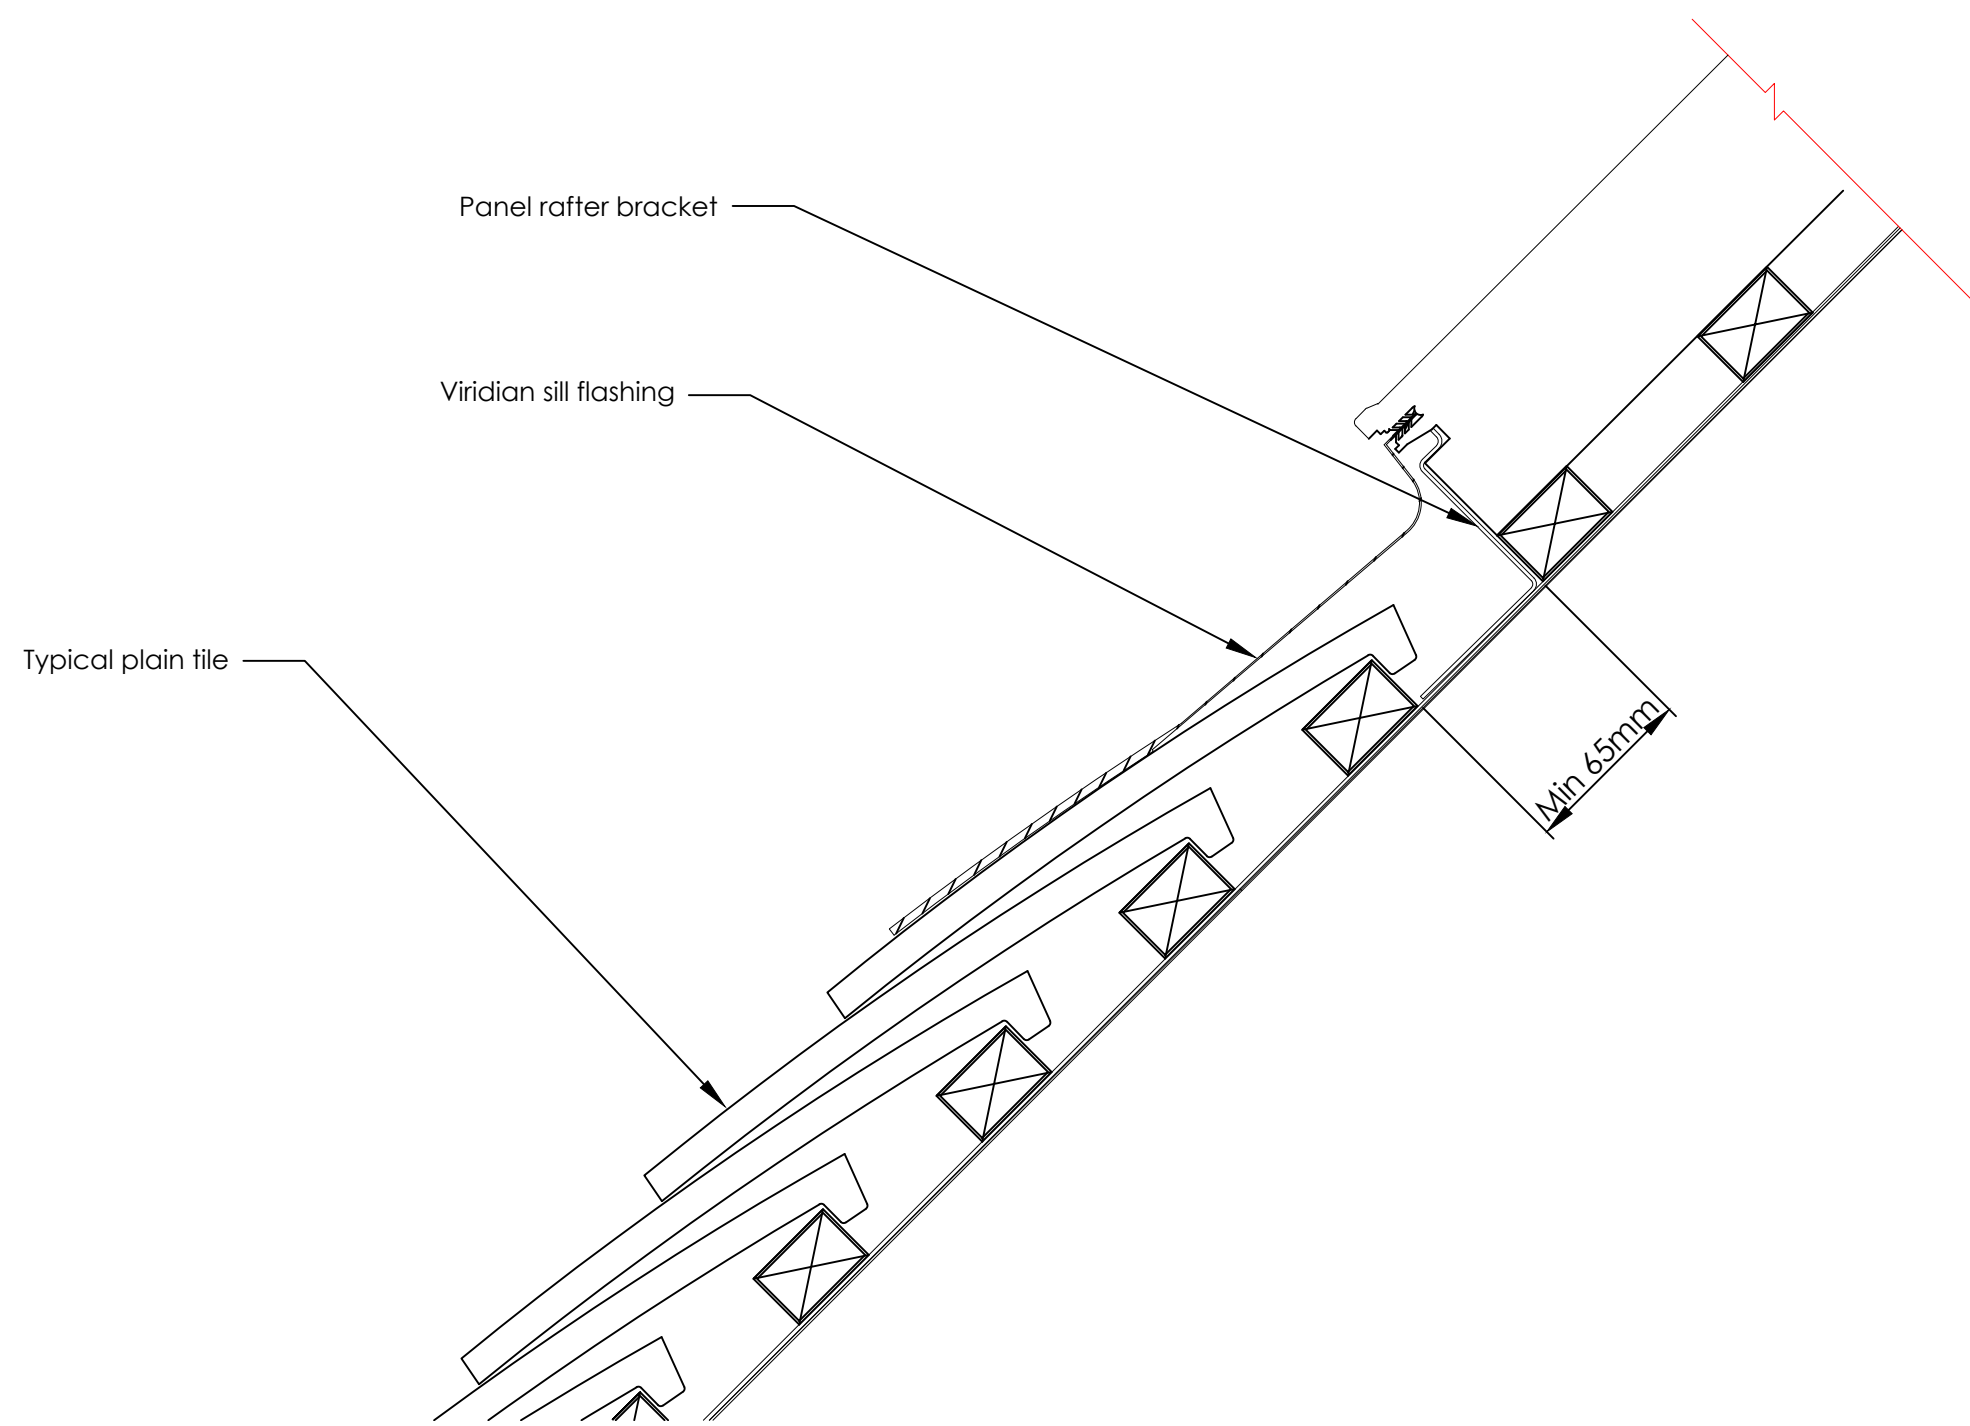 Panel rafter bracket
Viridian sill flashing
Typical plain tile
Min 65mm